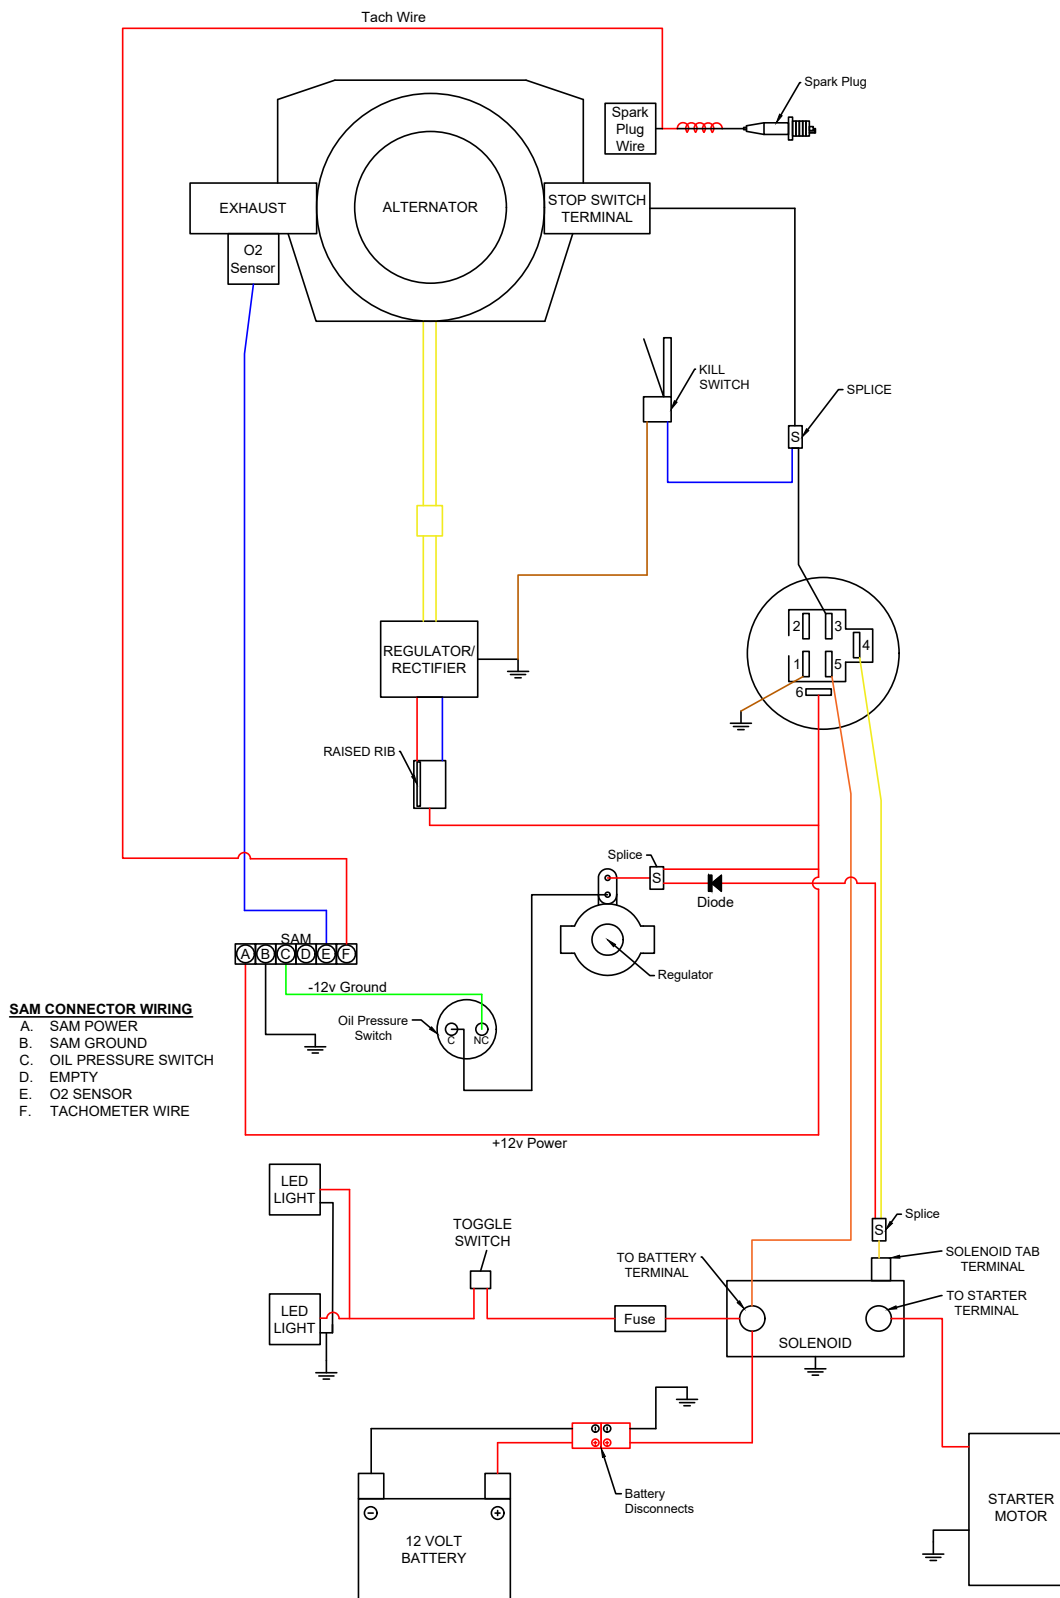 Tach Wire
Spark Plug
Spark
Plug
Wire
EXHAUST
ALTERNATOR
STOP SWITCH
TERMINAL
O2
Sensor
KILL
SWITCH
SPLICE
S
2
3
4
1
5
6
REGULATOR/
RECTIFIER
RAISED RIB
Splice
S
Diode
Regulator
SAM
A B C D E F
-12v Ground
Oil Pressure
Switch
C NC
SAM CONNECTOR WIRING
A. SAM POWER
B. SAM GROUND
C. OIL PRESSURE SWITCH
D. EMPTY
E. O2 SENSOR
F. TACHOMETER WIRE
+12v Power
LED
LIGHT
TOGGLE
SWITCH
S
Splice
TO BATTERY
TERMINAL
SOLENOID TAB
TERMINAL
TO STARTER
TERMINAL
LED
LIGHT
Fuse
SOLENOID
Battery
Disconnects
12 VOLT
BATTERY
STARTER
MOTOR